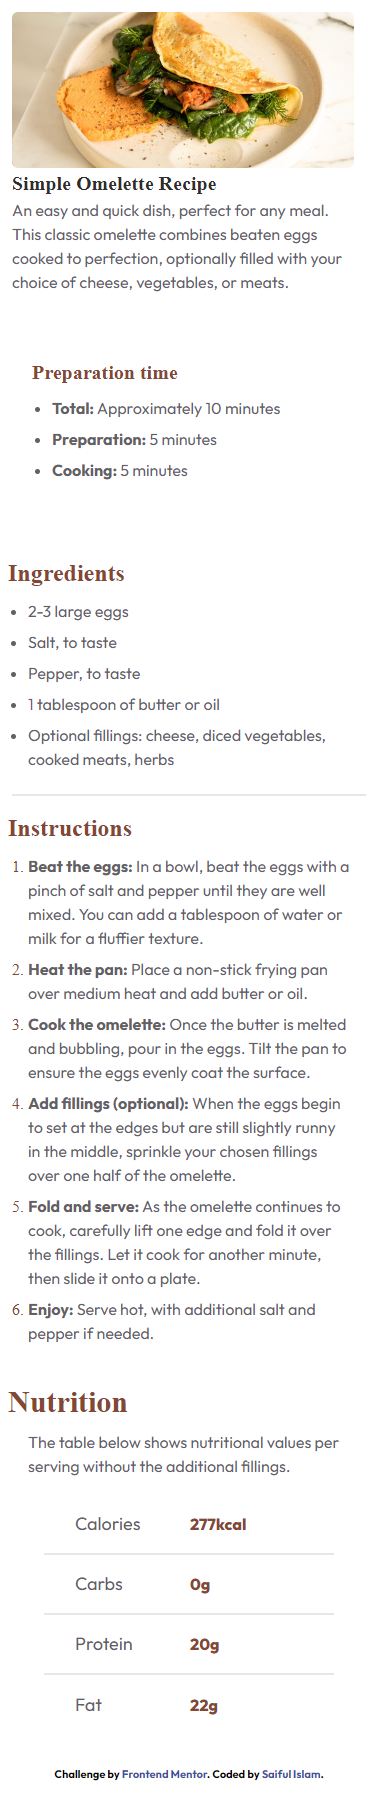 Simple Omelette Recipe
An easy and quick dish, perfect for any meal.
This classic omelette combines beaten eggs
cooked to perfection, optionally filled with your
choice of cheese, vegetables, or meats.
Preparation time
• Total: Approximately 10 minutes
• Preparation: 5 minutes
• Cooking: 5 minutes
Ingredients
• 2-3 large eggs
• Salt, to taste
• Pepper, to taste
• 1 tablespoon of butter or oil
• Optional fillings: cheese, diced vegetables,
cooked meats, herbs
Instructions
1. Beat the eggs: In a bowl, beat the eggs with a
pinch of salt and pepper until they are well
mixed. You can add a tablespoon of water or
milk for a fluffier texture.
2. Heat the pan: Place a non-stick frying pan
over medium heat and add butter or oil.
3. Cook the omelette: Once the butter is melted
and bubbling, pour in the eggs. Tilt the pan to
ensure the eggs evenly coat the surface.
4. Add fillings (optional): When the eggs begin
to set at the edges but are still slightly runny
in the middle, sprinkle your chosen fillings
over one half of the omelette.
5. Fold and serve: As the omelette continues to
cook, carefully lift one edge and fold it over
the fillings. Let it cook for another minute,
then slide it onto a plate.
6. Enjoy: Serve hot, with additional salt and
pepper if needed.
Nutrition
The table below shows nutritional values per
serving without the additional fillings.
Calories 277kcal
Carbs 0g
Protein 20g
Fat 22g
Challenge by Frontend Mentor. Coded by Saiful Islam.